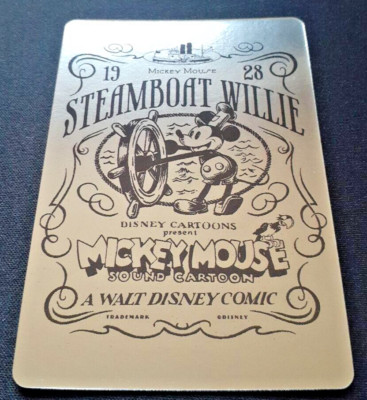 19 28
MICKEY MOUSE
STEAMBOAT WILLIE
DISNEY CARTOONS
present
MICKEY MOUSE
SOUND CARTOON
A WALT DISNEY COMIC
TRADEMARK ©DISNEY